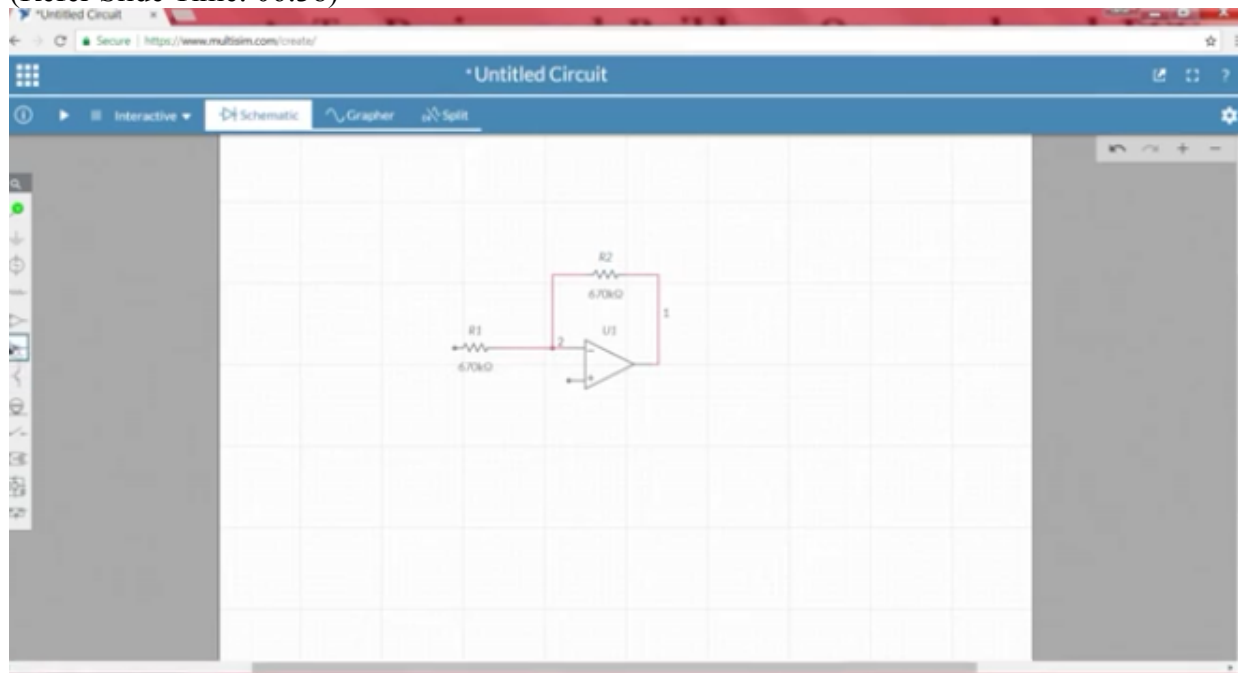 *Untitled Circuit
Secure | https://www.multisim.com/create/
*Untitled Circuit
Interactive Schematic Grapher Split
R2
670kΩ
1
R1
2
U1
670kΩ